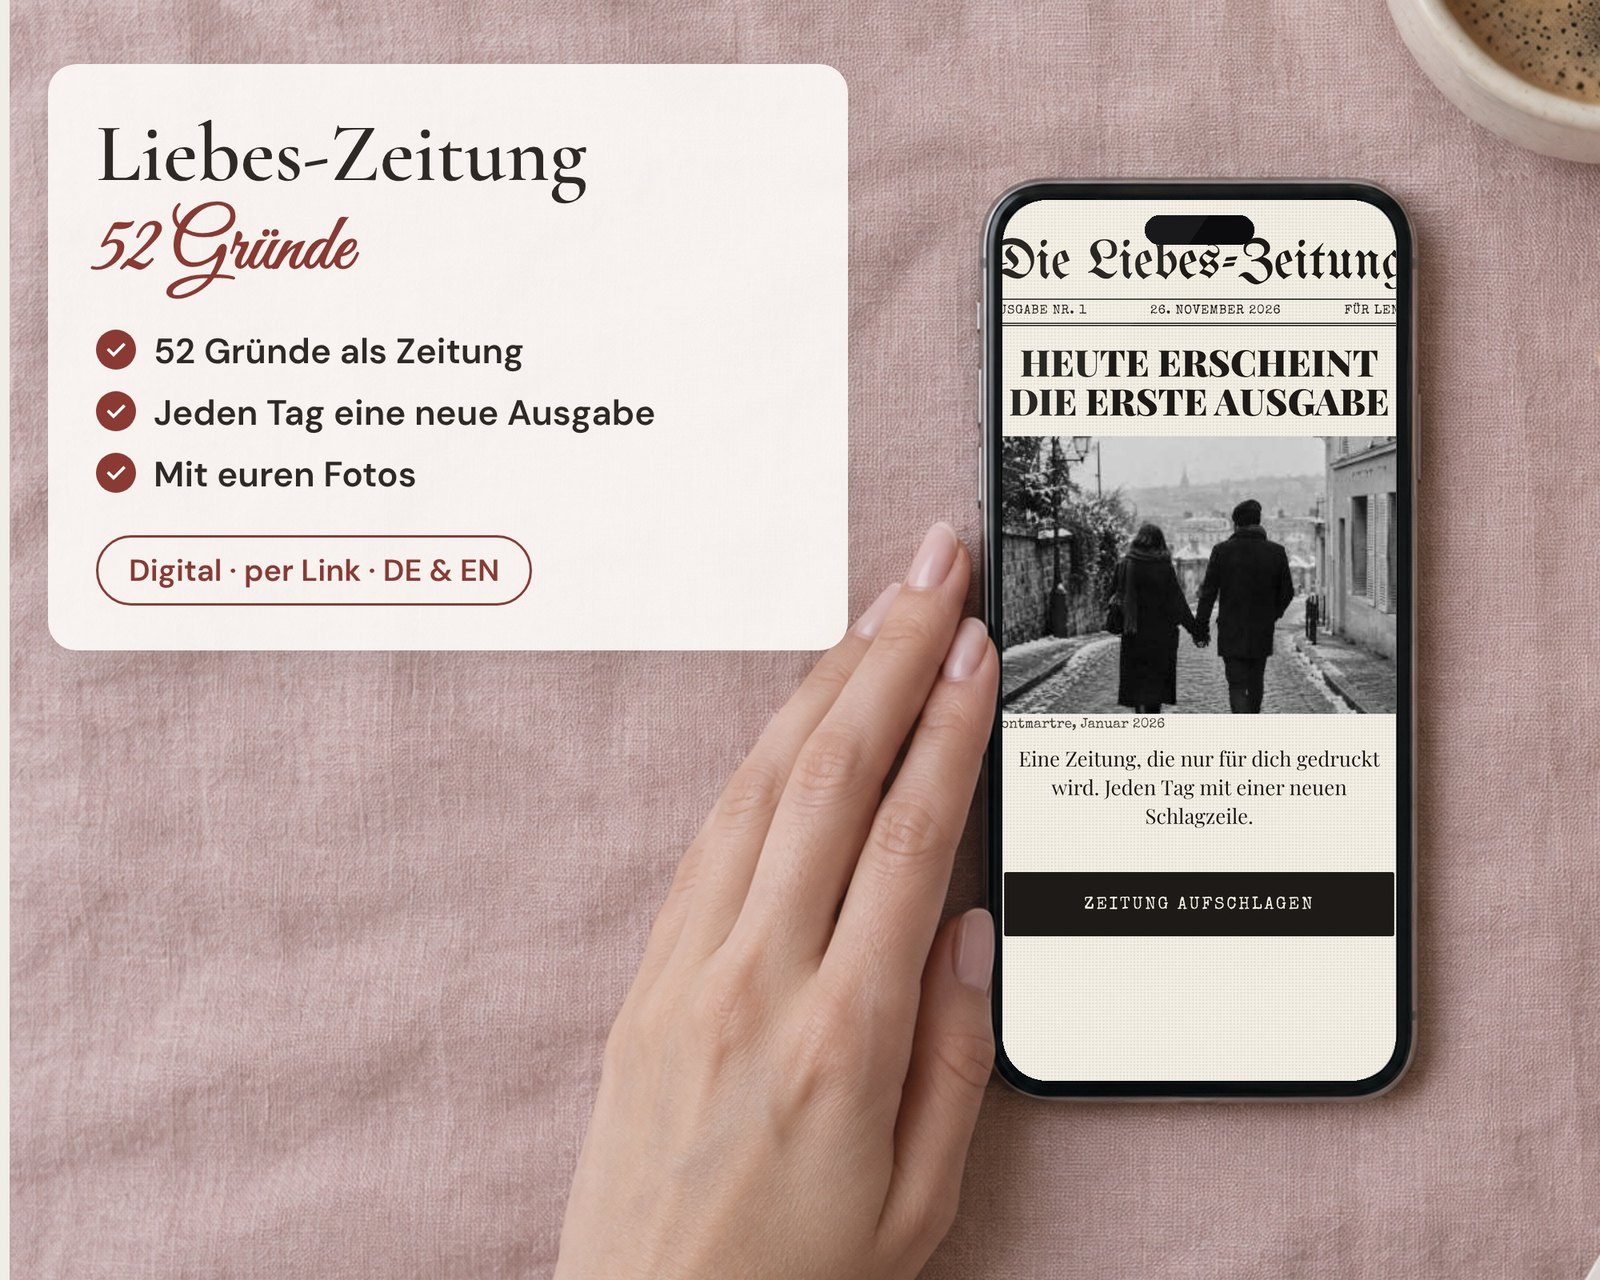 Liebes-Zeitung
52 Gründe
52 Gründe als Zeitung
Jeden Tag eine neue Ausgabe
Mit euren Fotos
Digital · per Link · DE & EN
Die Liebes-Zeitung
USGABE NR. 1 26. NOVEMBER 2026 FÜR LEN
HEUTE ERSCHEINT
DIE ERSTE AUSGABE
ontmartre, Januar 2026
Eine Zeitung, die nur für dich gedruckt
wird. Jeden Tag mit einer neuen
Schlagzeile.
ZEITUNG AUFSCHLAGEN